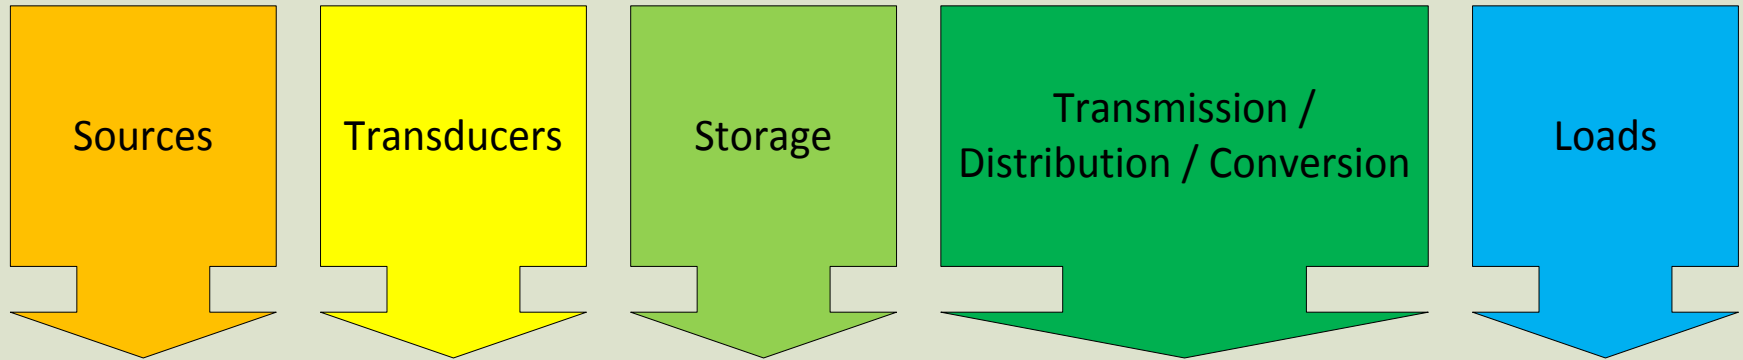 Sources
Transducers
Storage
Transmission /
Distribution / Conversion
Loads